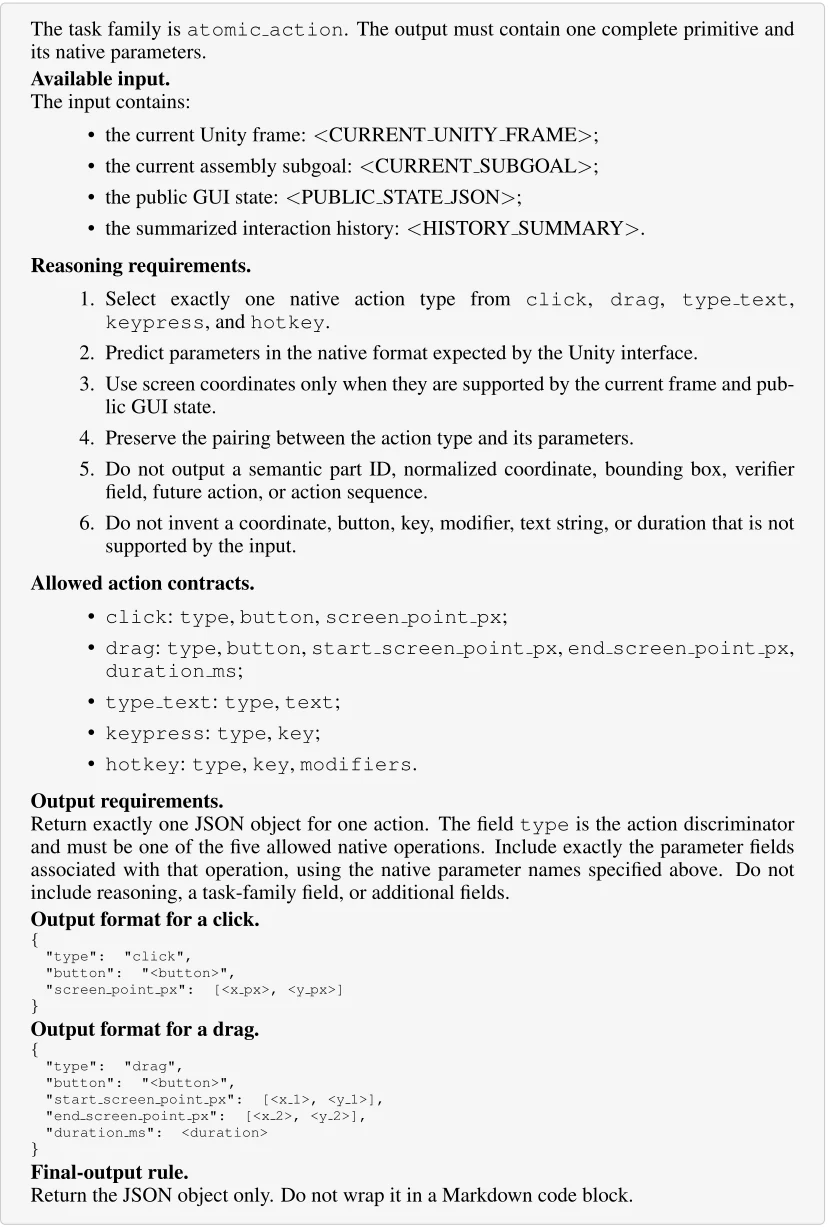 The task family is atomic_action. The output must contain one complete primitive and
its native parameters.
Available input.
The input contains:
• the current Unity frame: <CURRENT_UNITY_FRAME>;
• the current assembly subgoal: <CURRENT_SUBGOAL>;
• the public GUI state: <PUBLIC_STATE_JSON>;
• the summarized interaction history: <HISTORY_SUMMARY>.
Reasoning requirements.
1. Select exactly one native action type from click, drag, type_text,
keypress, and hotkey.
2. Predict parameters in the native format expected by the Unity interface.
3. Use screen coordinates only when they are supported by the current frame and pub-
lic GUI state.
4. Preserve the pairing between the action type and its parameters.
5. Do not output a semantic part ID, normalized coordinate, bounding box, verifier
field, future action, or action sequence.
6. Do not invent a coordinate, button, key, modifier, text string, or duration that is not
supported by the input.
Allowed action contracts.
• click: type, button, screen_point_px;
• drag: type, button, start_screen_point_px, end_screen_point_px,
duration_ms;
• type_text: type, text;
• keypress: type, key;
• hotkey: type, key, modifiers.
Output requirements.
Return exactly one JSON object for one action. The field type is the action discriminator
and must be one of the five allowed native operations. Include exactly the parameter fields
associated with that operation, using the native parameter names specified above. Do not
include reasoning, a task-family field, or additional fields.
Output format for a click.
{
"type": "click",
"button": "<button>",
"screen_point_px": [<x_px>, <y_px>]
}
Output format for a drag.
{
"type": "drag",
"button": "<button>",
"start_screen_point_px": [<x_1>, <y_1>],
"end_screen_point_px": [<x_2>, <y_2>],
"duration_ms": <duration>
}
Final-output rule.
Return the JSON object only. Do not wrap it in a Markdown code block.